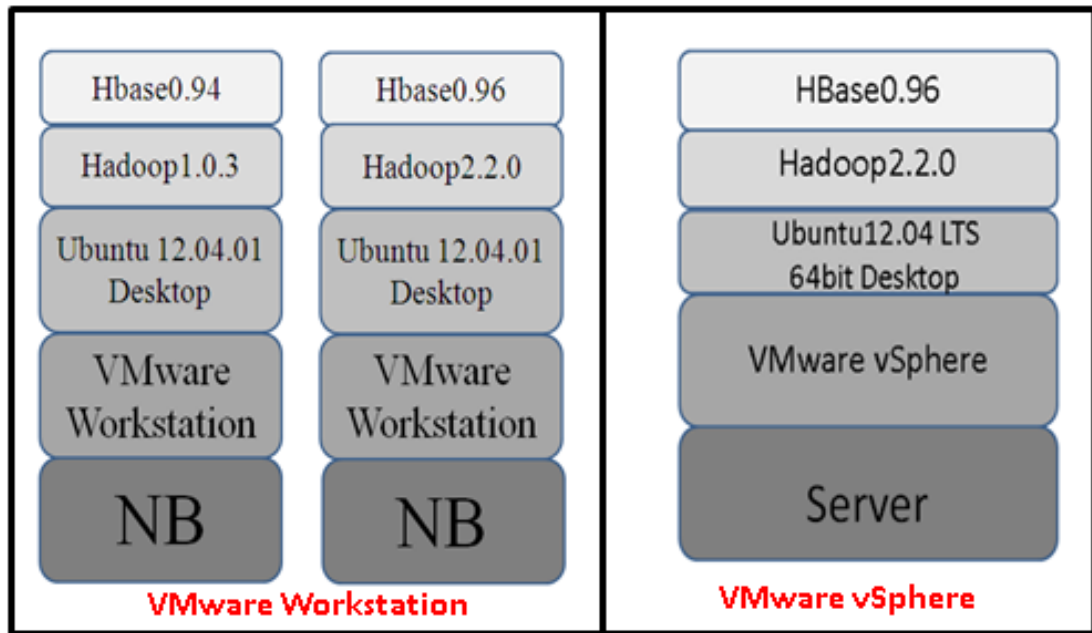 Hbase0.94
Hadoop1.0.3
Ubuntu 12.04.01
Desktop
VMware
Workstation
NB
Hbase0.96
Hadoop2.2.0
Ubuntu 12.04.01
Desktop
VMware
Workstation
NB
VMware Workstation
HBase0.96
Hadoop2.2.0
Ubuntu12.04 LTS
64bit Desktop
VMware vSphere
Server
VMware vSphere